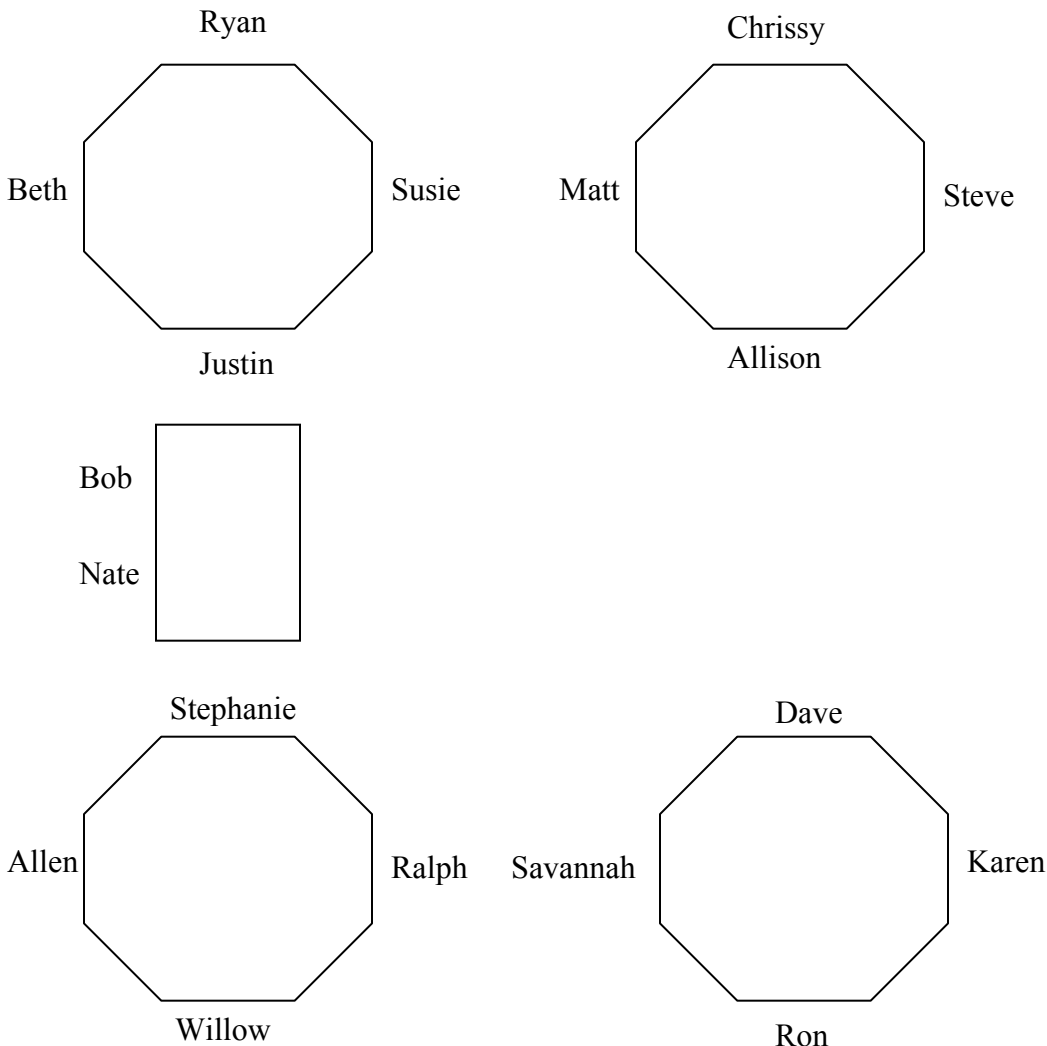 Ryan
Chrissy
Beth
Susie
Matt
Steve
Justin
Allison
Bob
Nate
Stephanie
Dave
Allen
Ralph
Savannah
Karen
Willow
Ron